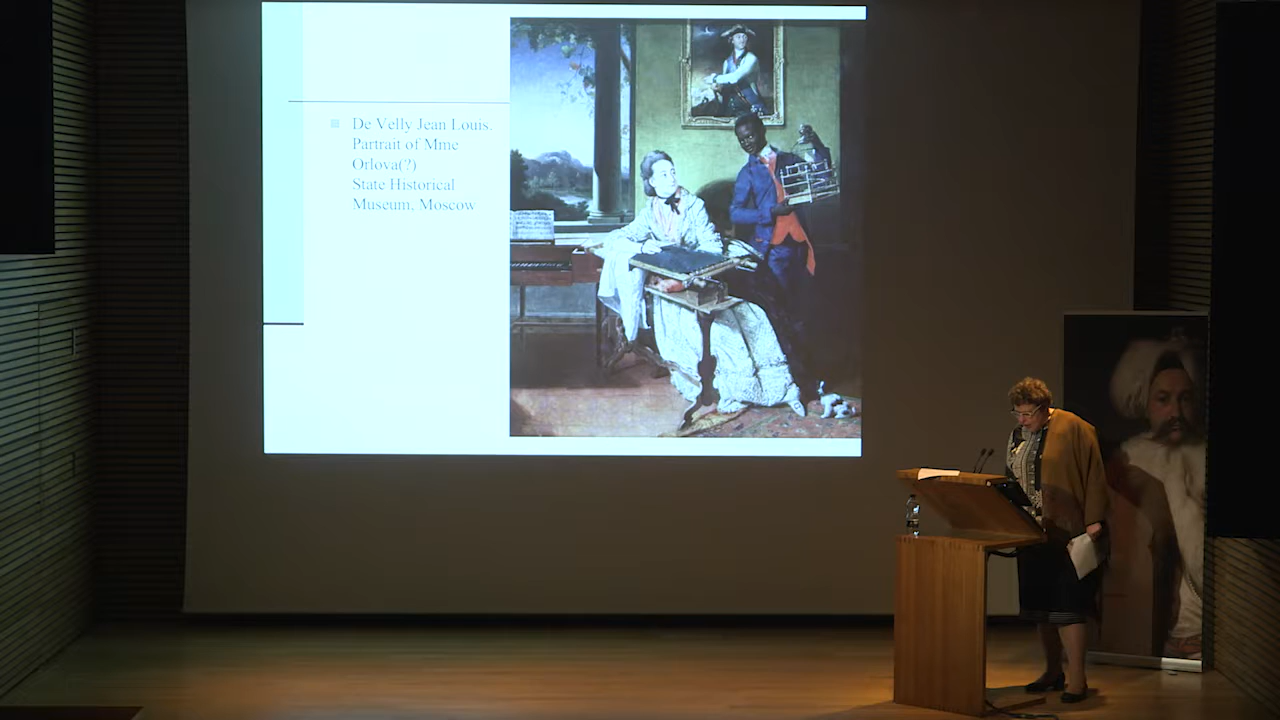 De Velly Jean Louis.
Partrait of Mme
Orlova(?)
State Historical
Museum, Moscow